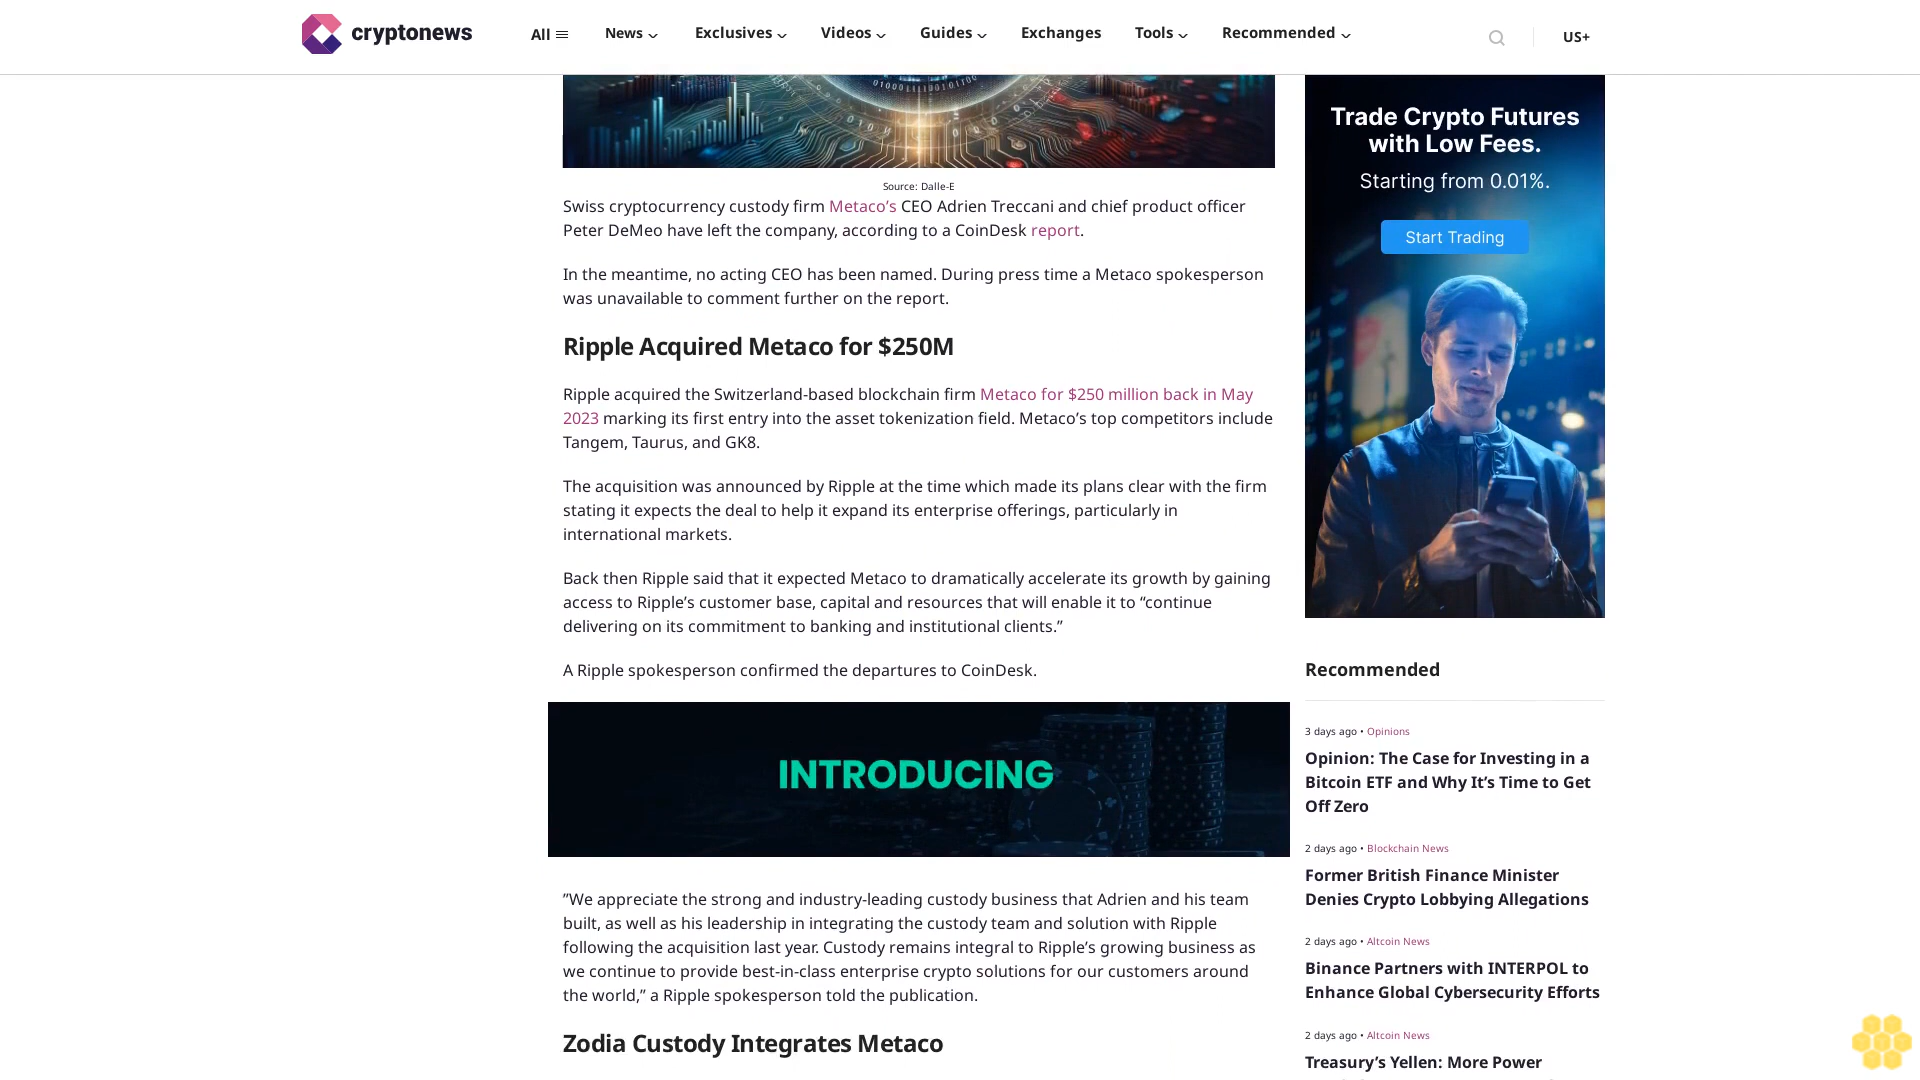 cryptonews
All
News
Exclusives
Videos
Guides
Exchanges
Tools
Recommended
US+
Source: Dalle-E
Swiss cryptocurrency custody firm Metaco’s CEO Adrien Treccani and chief product officer
Peter DeMeo have left the company, according to a CoinDesk report.
In the meantime, no acting CEO has been named. During press time a Metaco spokesperson
was unavailable to comment further on the report.
Ripple Acquired Metaco for $250M
Ripple acquired the Switzerland-based blockchain firm Metaco for $250 million back in May
2023 marking its first entry into the asset tokenization field. Metaco’s top competitors include
Tangem, Taurus, and GK8.
The acquisition was announced by Ripple at the time which made its plans clear with the firm
stating it expects the deal to help it expand its enterprise offerings, particularly in
international markets.
Back then Ripple said that it expected Metaco to dramatically accelerate its growth by gaining
access to Ripple’s customer base, capital and resources that will enable it to “continue
delivering on its commitment to banking and institutional clients.”
A Ripple spokesperson confirmed the departures to CoinDesk.
INTRODUCING
”We appreciate the strong and industry-leading custody business that Adrien and his team
built, as well as his leadership in integrating the custody team and solution with Ripple
following the acquisition last year. Custody remains integral to Ripple’s growing business as
we continue to provide best-in-class enterprise crypto solutions for our customers around
the world,” a Ripple spokesperson told the publication.
Zodia Custody Integrates Metaco
Trade Crypto Futures
with Low Fees.
Starting from 0.01%.
Start Trading
Recommended
3 days ago • Opinions
Opinion: The Case for Investing in a
Bitcoin ETF and Why It’s Time to Get
Off Zero
2 days ago • Blockchain News
Former British Finance Minister
Denies Crypto Lobbying Allegations
2 days ago • Altcoin News
Binance Partners with INTERPOL to
Enhance Global Cybersecurity Efforts
2 days ago • Altcoin News
Treasury’s Yellen: More Power